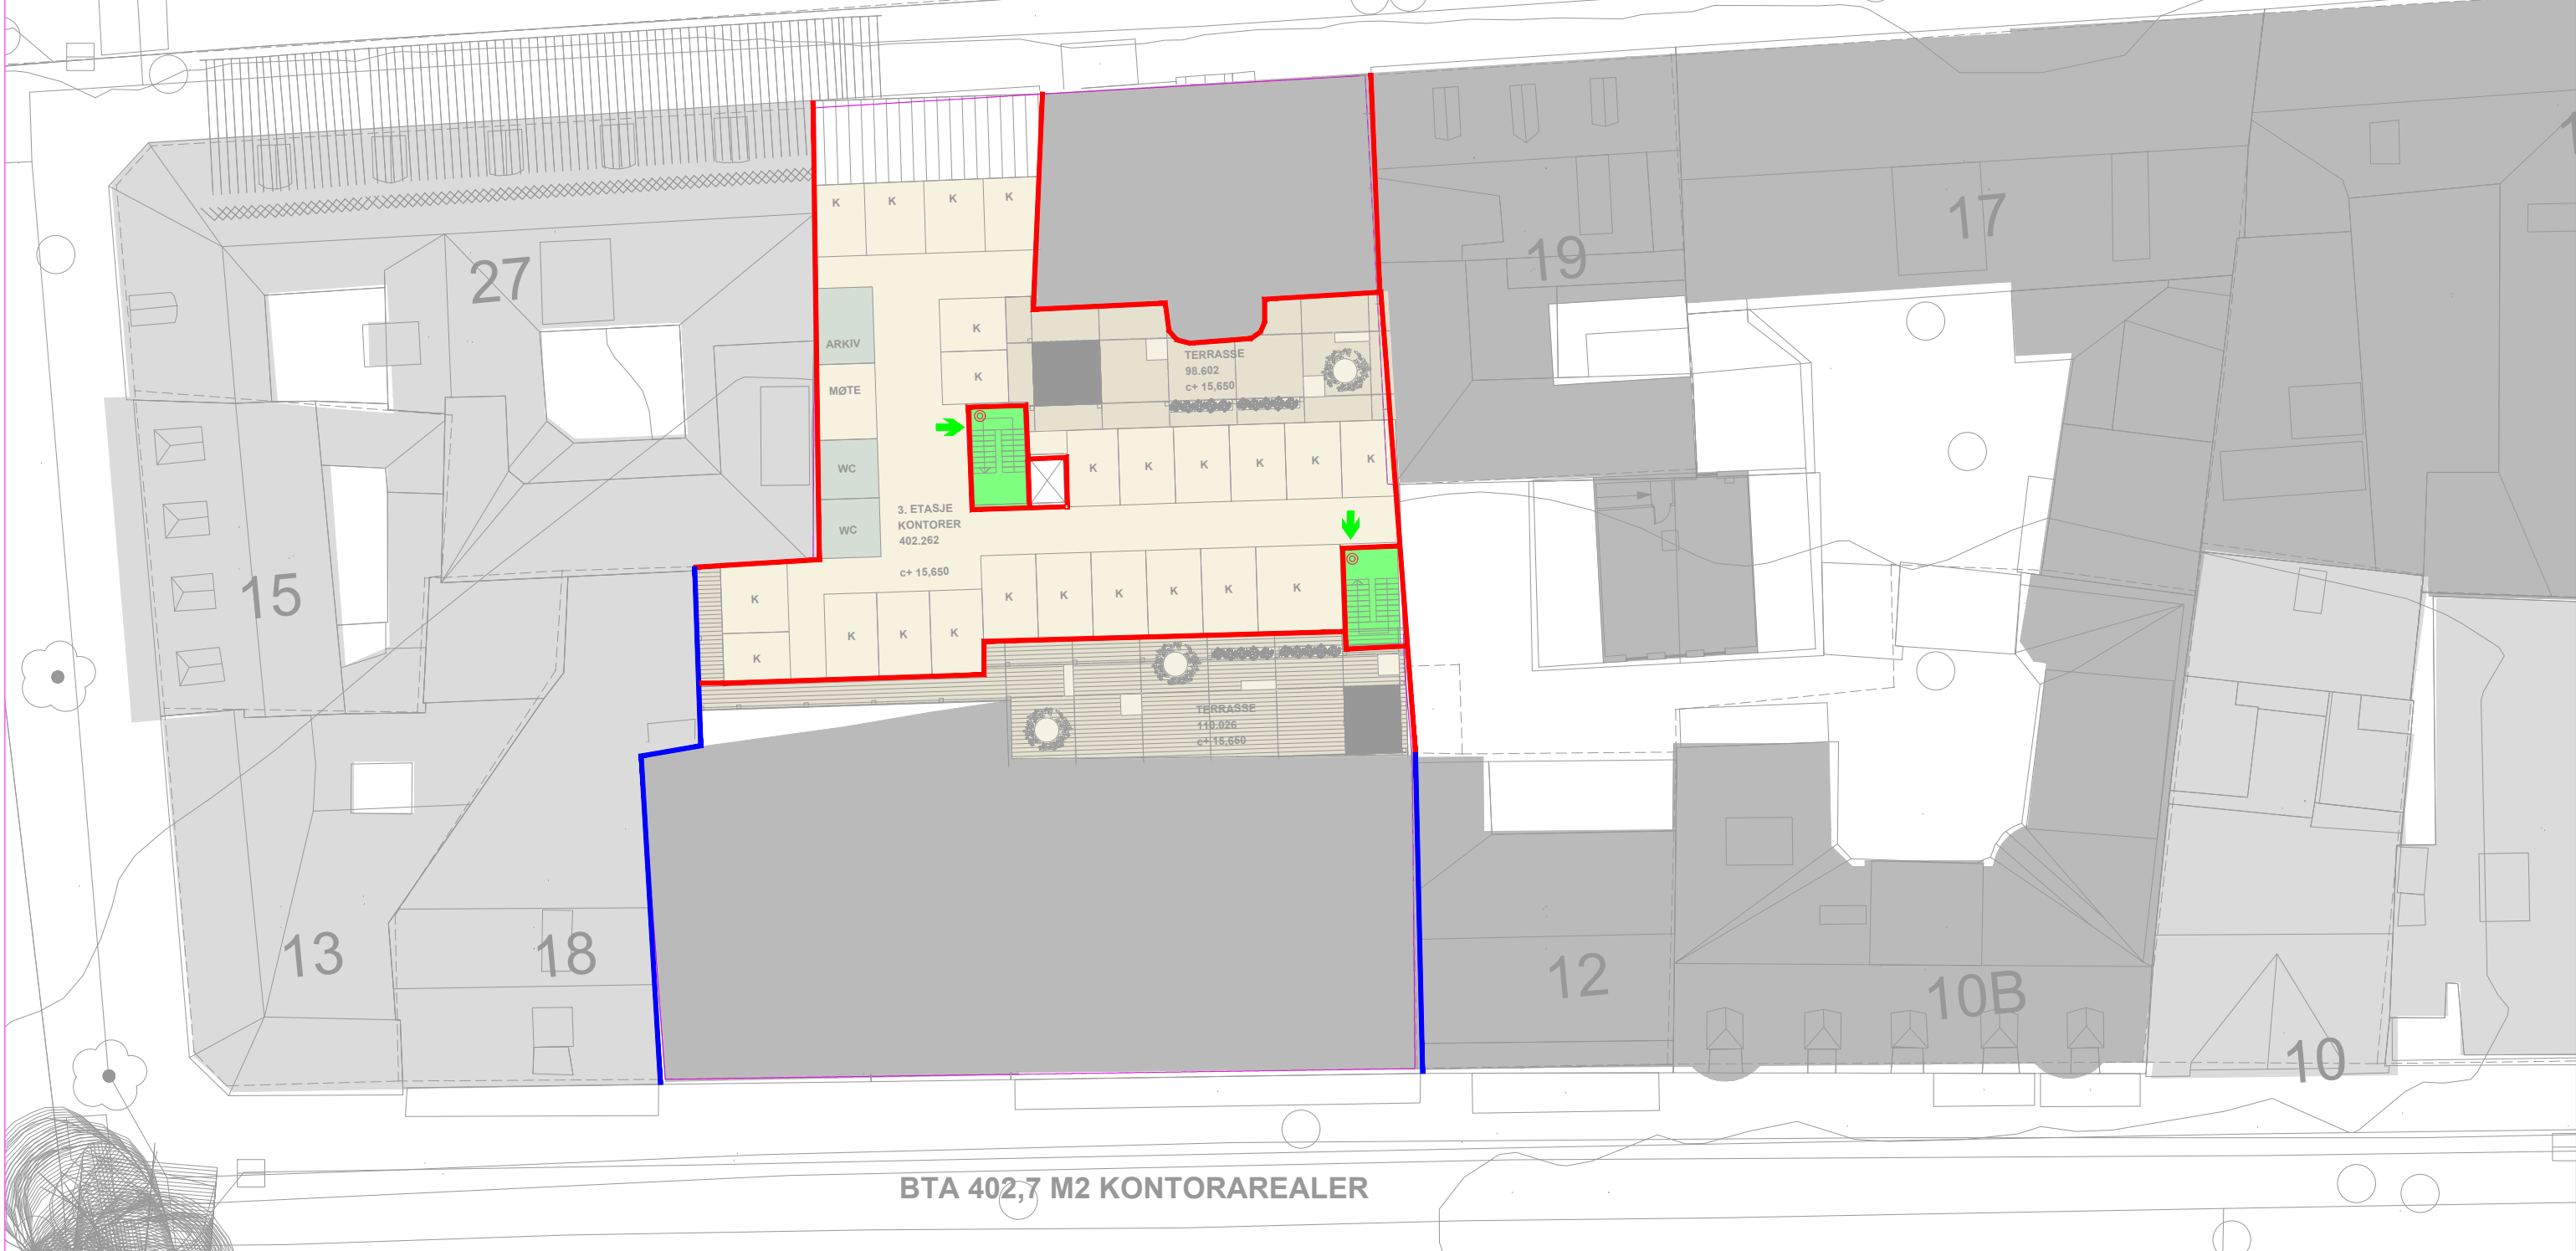 K K K K
27
19
17
ARKIV
K
K
MØTE
TERRASSE
98.602
c+ 15,650
WC
K K K K K K
3. ETASJE
KONTORER
402.262
WC
c+ 15,650
15
K
K
K K K
K K K K K K
TERRASSE
110.026
c+ 15,650
13
18
12
10B
10
BTA 402,7 M2 KONTORAREALER